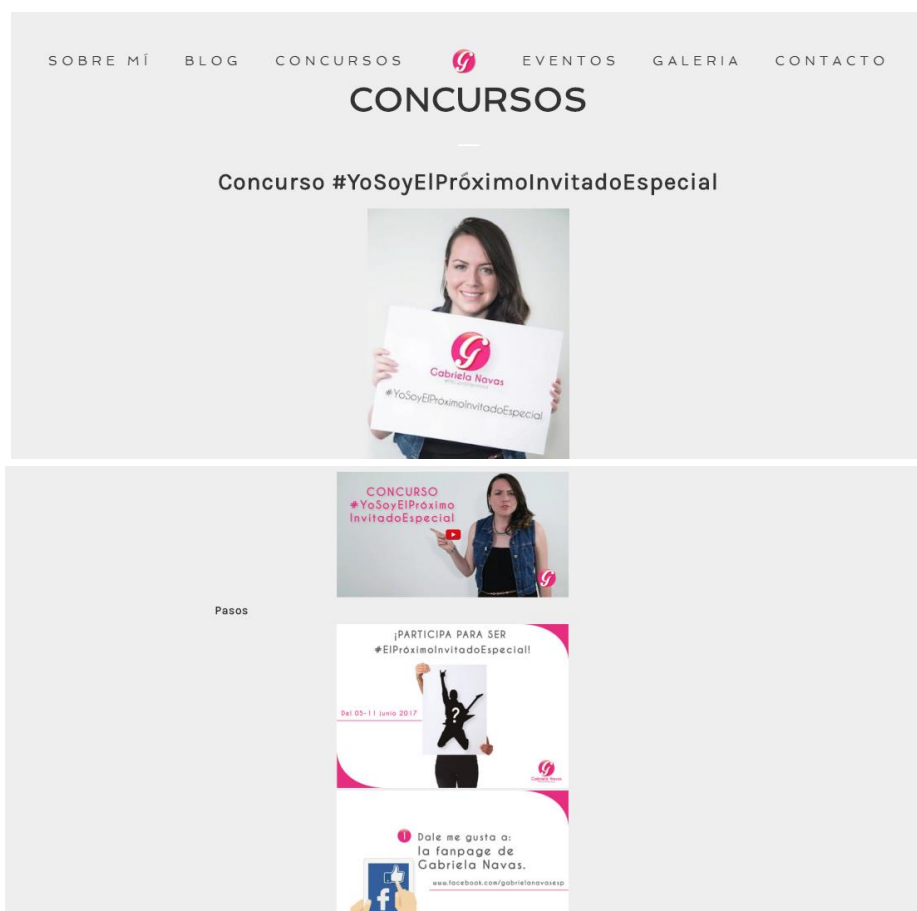 SOBRE MÍ BLOG CONCURSOS EVENTOS GALERIA CONTACTO
CONCURSOS
Concurso #YoSoyElPróximoInvitadoEspecial
Gabriela Navas
#YoSoyElPróximoInvitadoEspecial
CONCURSO
#YoSoyElPróximo
InvitadoEspecial
Pasos
¡PARTICIPA PARA SER
#ElPróximoInvitadoEspecial!
Del 05-11 junio 2017
?
Gabriela Navas
1 Dale me gusta a:
la fanpage de
Gabriela Navas.
www.facebook.com/gabrielanavasesp